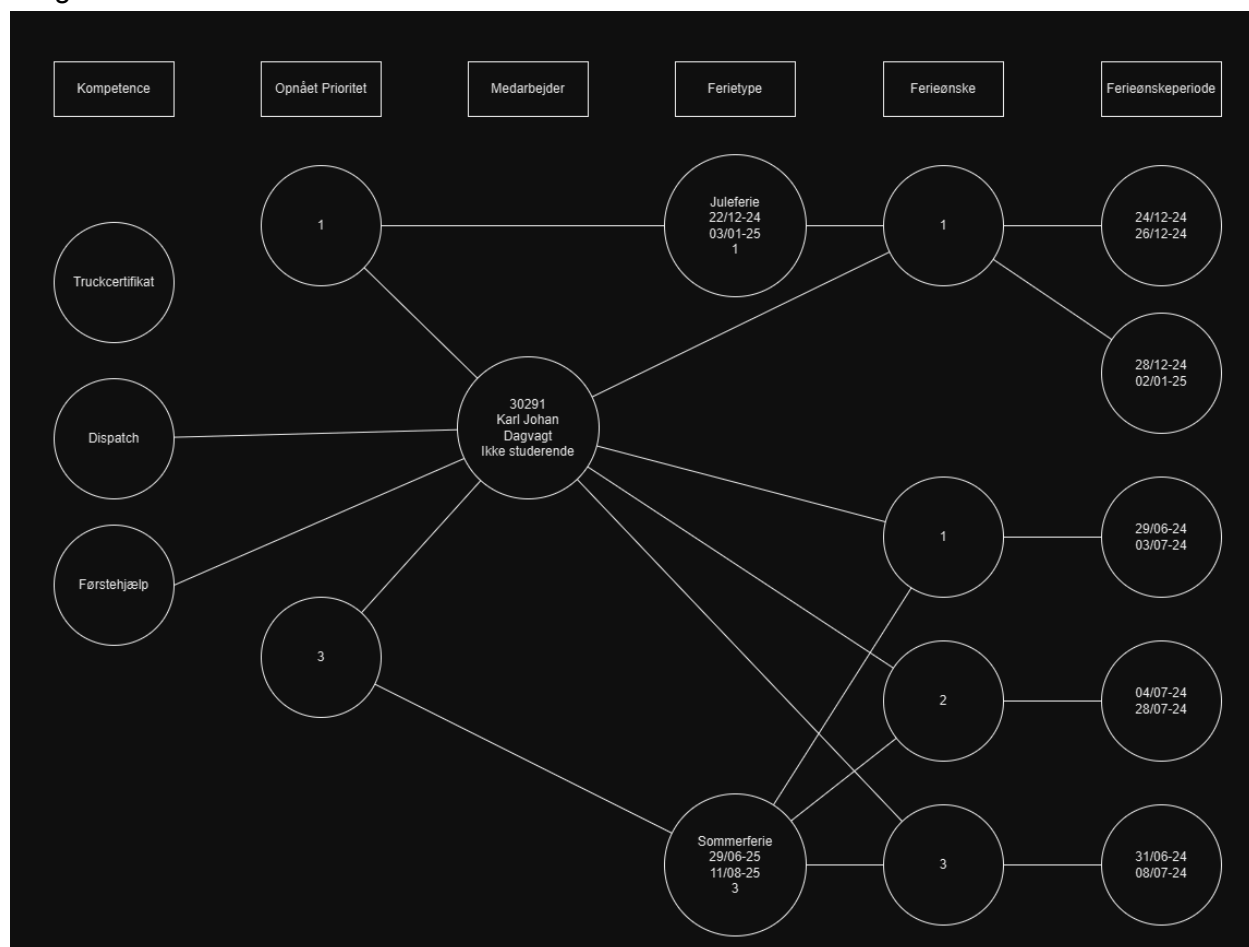 Kompetence
Opnået Prioritet
Medarbejder
Ferietype
Ferieønske
Ferieønskeperiode
Truckcertifikat
Dispatch
Førstehjælp
1
3
30291
Karl Johan
Dagvagt
Ikke studerende
Juleferie
22/12-24
03/01-25
1
Sommerferie
29/06-25
11/08-25
3
1
1
2
3
24/12-24
26/12-24
28/12-24
02/01-25
29/06-24
03/07-24
04/07-24
28/07-24
31/06-24
08/07-24